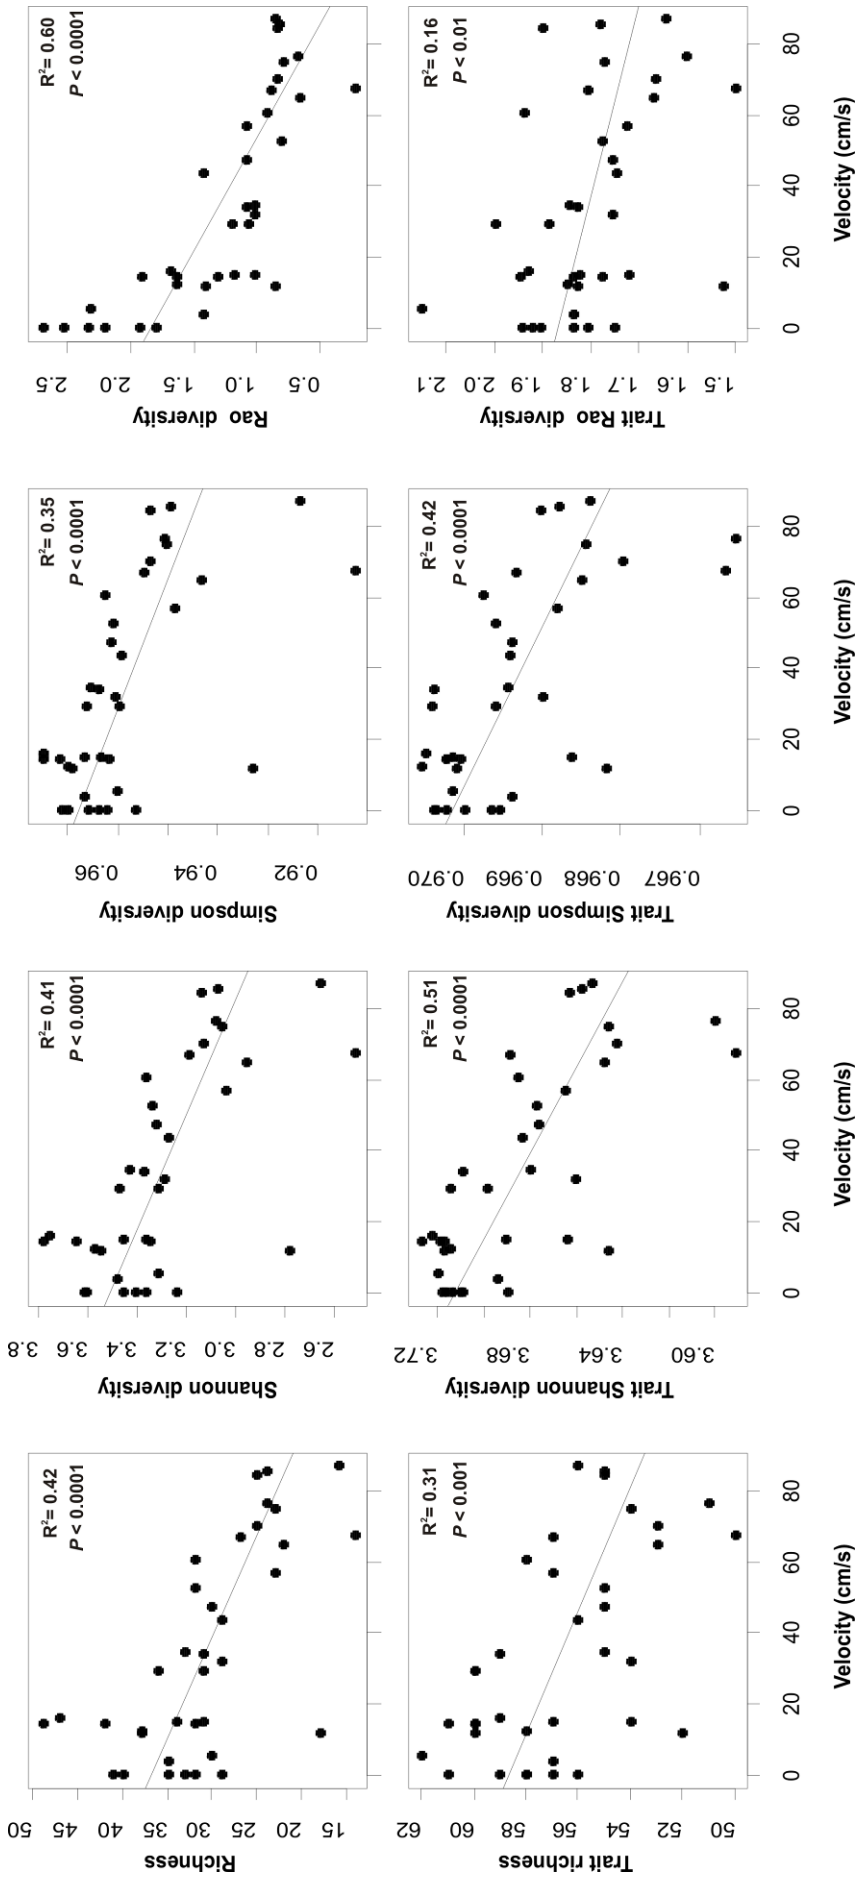 Richness
50
45
40
35
30
25
20
15
R²= 0.42
P < 0.0001
Shannon diversity
3.8
3.6
3.4
3.2
3.0
2.8
2.6
R²= 0.41
P < 0.0001
Simpson diversity
0.96
0.94
0.92
R²= 0.35
P < 0.0001
Rao diversity
2.5
2.0
1.5
1.0
0.5
R²= 0.60
P < 0.0001
Trait richness
62
60
58
56
54
52
50
R²= 0.31
P < 0.001
0 20 40 60 80
Velocity (cm/s)
Trait Shannon diversity
3.72
3.68
3.64
3.60
R²= 0.51
P < 0.0001
0 20 40 60 80
Velocity (cm/s)
Trait Simpson diversity
0.970
0.969
0.968
0.967
R²= 0.42
P < 0.0001
0 20 40 60 80
Velocity (cm/s)
Trait Rao diversity
2.1
2.0
1.9
1.8
1.7
1.6
1.5
R²= 0.16
P < 0.01
0 20 40 60 80
Velocity (cm/s)